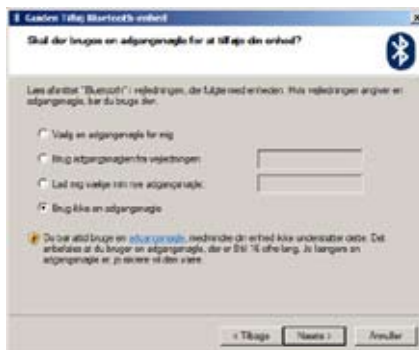 Guiden Tilføj Bluetooth-enhed
Skal der bruges en adgangsnøgle for at tilføje din enhed?
Læs afsnittet "Bluetooth" i vejledningen, der fulgte med enheden. Hvis vejledningen angiver en
adgangsnøgle, bør du bruge den.
Vælg en adgangsnøgle for mig
Brug adgangsnøglen fra vejledningen:
Lad mig vælge min nye adgangsnøgle:
Brug ikke en adgangsnøgle
Du bør altid bruge en adgangsnøgle, medmindre din enhed ikke understøtter dette. Det
anbefales at du bruger en adgangsnøgle, der er 8 til 16 cifre lang. Jo længere en
adgangsnøgle er, jo sikrere vil den være.
< Tilbage
Næste >
Annuller